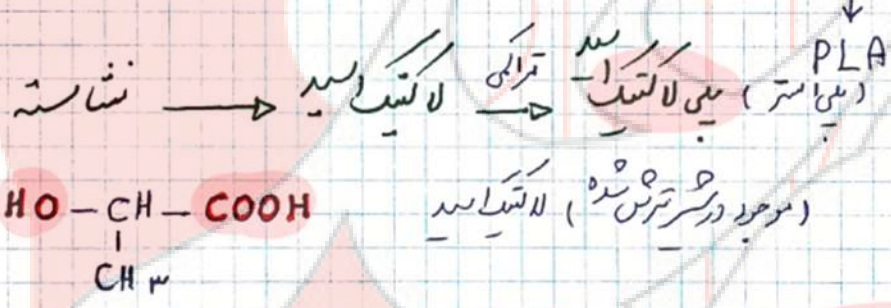 ↓
PLA
نشاسته → لاکتیک اسید →تراکمی پلی لاکتیک اسید (پلی استر)
HO – CH – COOH
(موجود در شیر ترش شده) لاکتیک اسید
CH۳